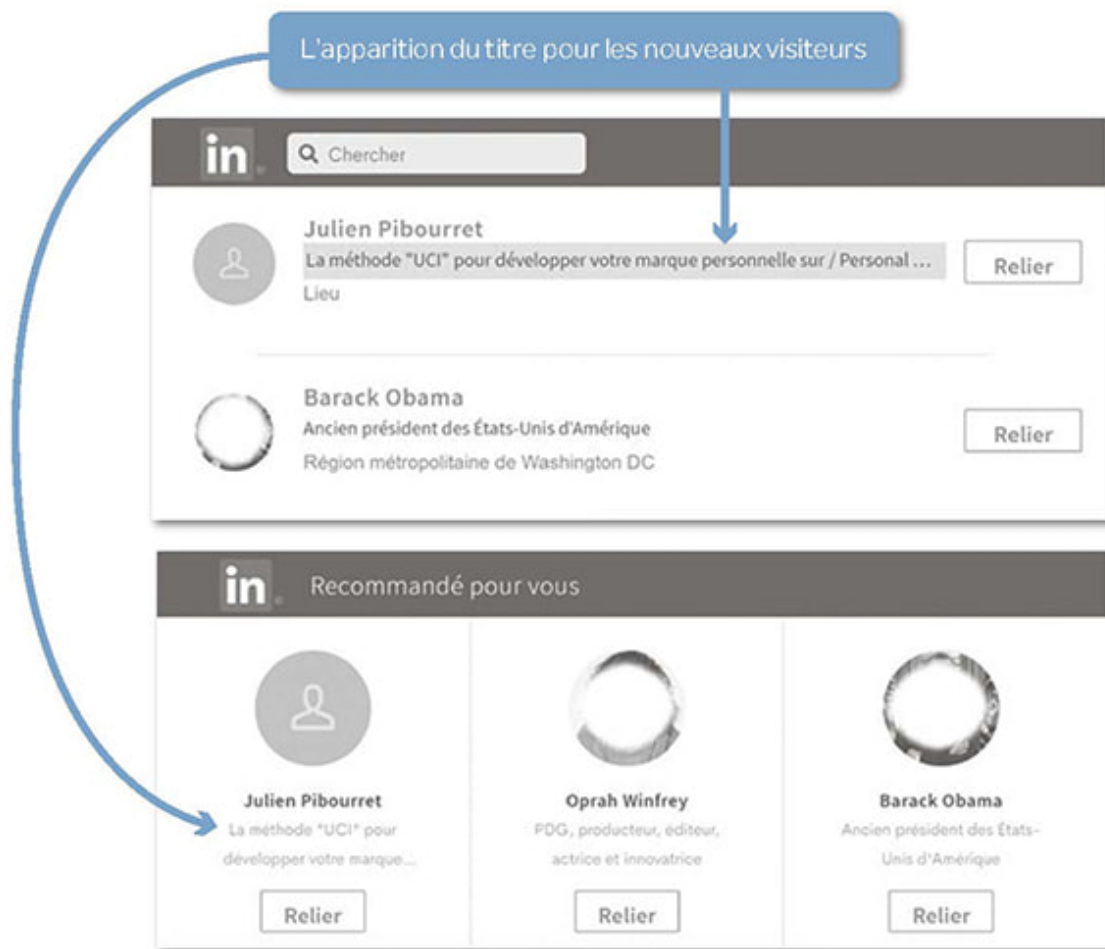 L'apparition du titre pour les nouveaux visiteurs
in
Chercher
Julien Pibourret
La méthode "UCI" pour développer votre marque personnelle sur / Personal ...
Relier
Lieu
Barack Obama
Ancien président des États-Unis d'Amérique
Relier
Région métropolitaine de Washington DC
in
Recommandé pour vous
Julien Pibourret
La méthode "UCI" pour
développer votre marque...
Relier
Oprah Winfrey
PDG, producteur, éditeur,
actrice et innovatrice
Relier
Barack Obama
Ancien président des États-
Unis d'Amérique
Relier